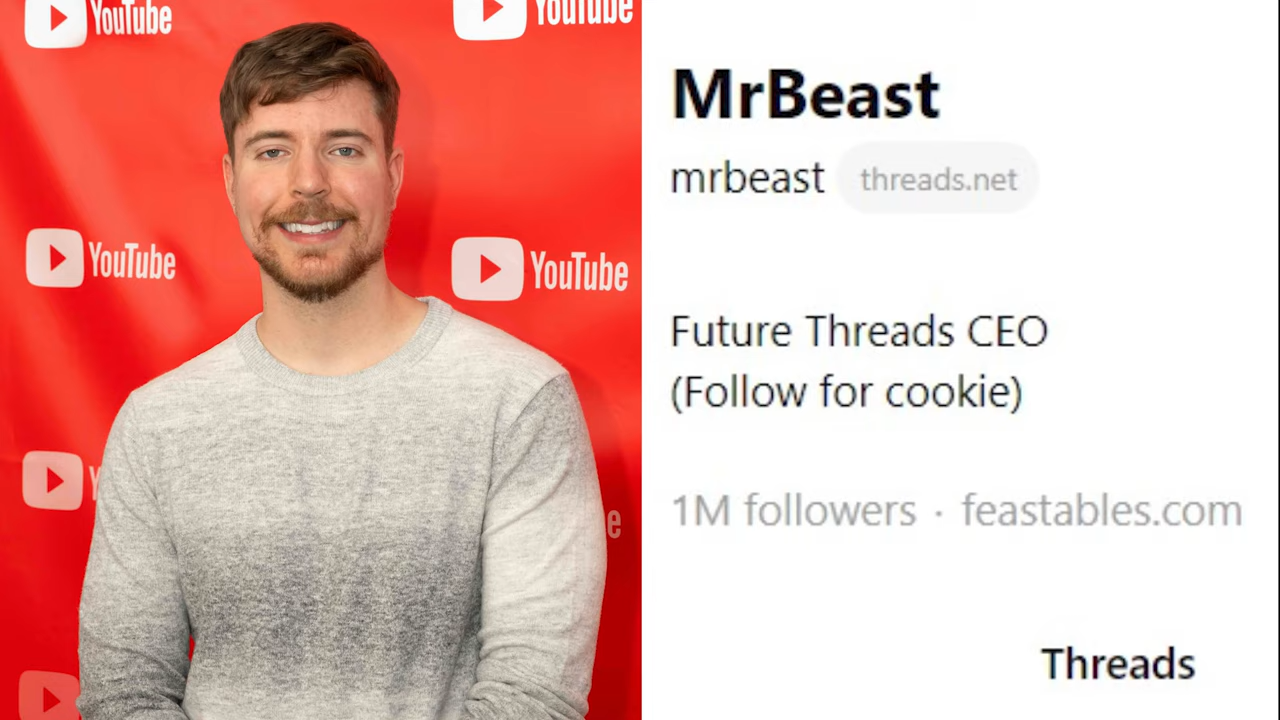 YouTube
YouTube
YouTube
YouTube
MrBeast
mrbeast threads.net
Future Threads CEO
(Follow for cookie)
1M followers · feastables.com
Threads